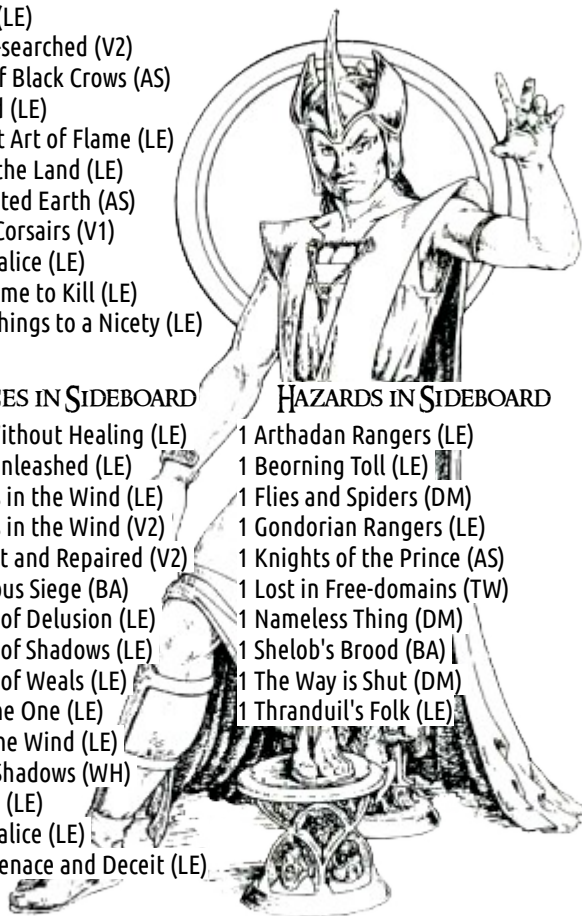 (LE)
-searched (V2)
f Black Crows (AS)
d (LE)
t Art of Flame (LE)
the Land (LE)
ted Earth (AS)
Corsairs (V1)
alice (LE)
me to Kill (LE)
hings to a Nicety (LE)
CES IN SIDEBOARD
Without Healing (LE)
nleashed (LE)
s in the Wind (LE)
s in the Wind (V2)
t and Repaired (V2)
ous Siege (BA)
of Delusion (LE)
of Shadows (LE)
of Weals (LE)
he One (LE)
he Wind (LE)
Shadows (WH)
(LE)
alice (LE)
enace and Deceit (LE)
HAZARDS IN SIDEBOARD
1 Arthadan Rangers (LE)
1 Beorning Toll (LE)
1 Flies and Spiders (DM)
1 Gondorian Rangers (LE)
1 Knights of the Prince (AS)
1 Lost in Free-domains (TW)
1 Nameless Thing (DM)
1 Shelob's Brood (BA)
1 The Way is Shut (DM)
1 Thranduil's Folk (LE)